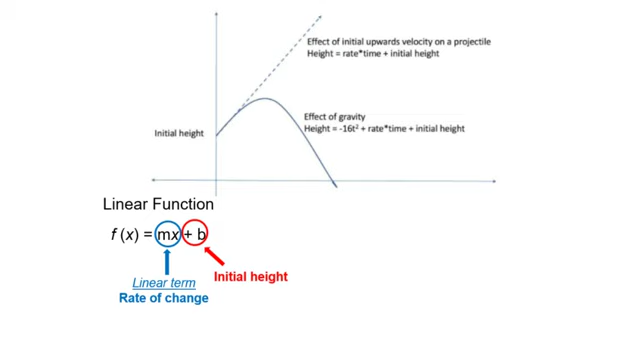 Effect of initial upwards velocity on a projectile
Height = rate*time + initial height
Effect of gravity
Height = -16t² + rate*time + initial height
Initial height
Linear Function
f (x) = mx + b
Linear term
Rate of change
Initial height